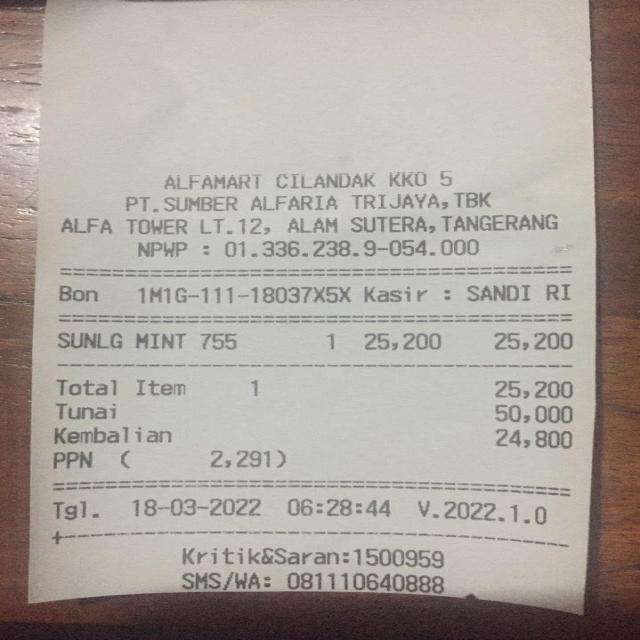 ALFAMART CILANDAK KKO 5
PT.SUMBER ALFARIA TRIJAYA,TBK
ALFA TOWER LT.12, ALAM SUTERA,TANGERANG
NPWP : 01.336.238.9-054.000
================================
Bon 1M1G-111-18037X5X Kasir : SANDI RI
================================
SUNLG MINT 755 1 25,200 25,200
--------------------------------
Total Item 1 25,200
Tunai 50,000
Kembalian 24,800
PPN ( 2,291)
================================
Tgl. 18-03-2022 06:28:44 V.2022.1.0
+-------------------------------
Kritik&Saran:1500959
SMS/WA: 081110640888